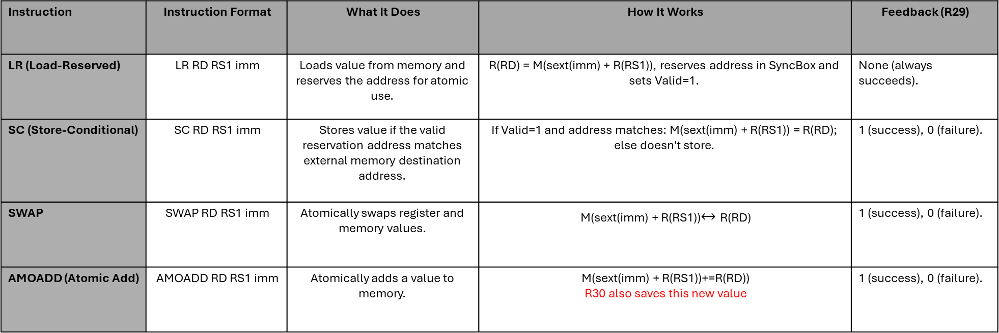 Instruction
Instruction Format
What It Does
How It Works
Feedback (R29)
LR (Load-Reserved)
LR RD RS1 imm
Loads value from memory and
reserves the address for atomic
use.
R(RD) = M(sext(imm) + R(RS1)), reserves address in SyncBox and
sets Valid=1.
None (always
succeeds).
SC (Store-Conditional)
SC RD RS1 imm
Stores value if the valid
reservation address matches
external memory destination
address.
If Valid=1 and address matches: M(sext(imm) + R(RS1)) = R(RD);
else doesn't store.
1 (success), 0 (failure).
SWAP
SWAP RD RS1 imm
Atomically swaps register and
memory values.
M(sext(imm) + R(RS1))↔ R(RD)
1 (success), 0 (failure).
AMOADD (Atomic Add)
AMOADD RD RS1 imm
Atomically adds a value to
memory.
M(sext(imm) + R(RS1))+=R(RD))
R30 also saves this new value
1 (success), 0 (failure).